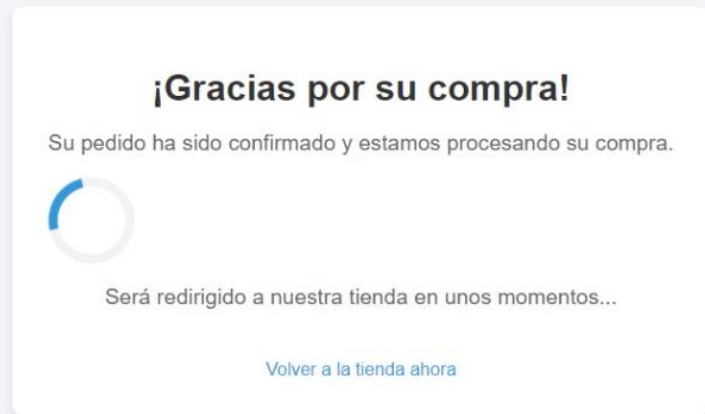 ¡Gracias por su compra!
Su pedido ha sido confirmado y estamos procesando su compra.
Será redirigido a nuestra tienda en unos momentos...
Volver a la tienda ahora